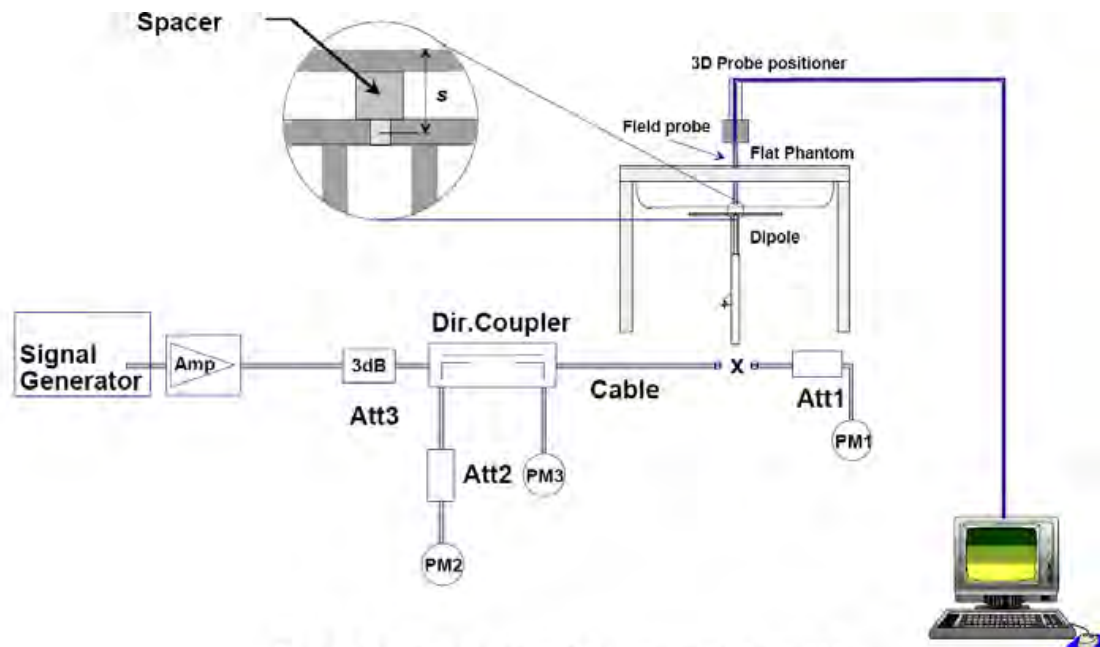 Spacer
s
3D Probe positioner
Field probe
Flat Phantom
Dipole
Dir.Coupler
Signal
Generator
Amp
3dB
Cable
X
Att1
Att3
PM1
Att2
PM3
PM2